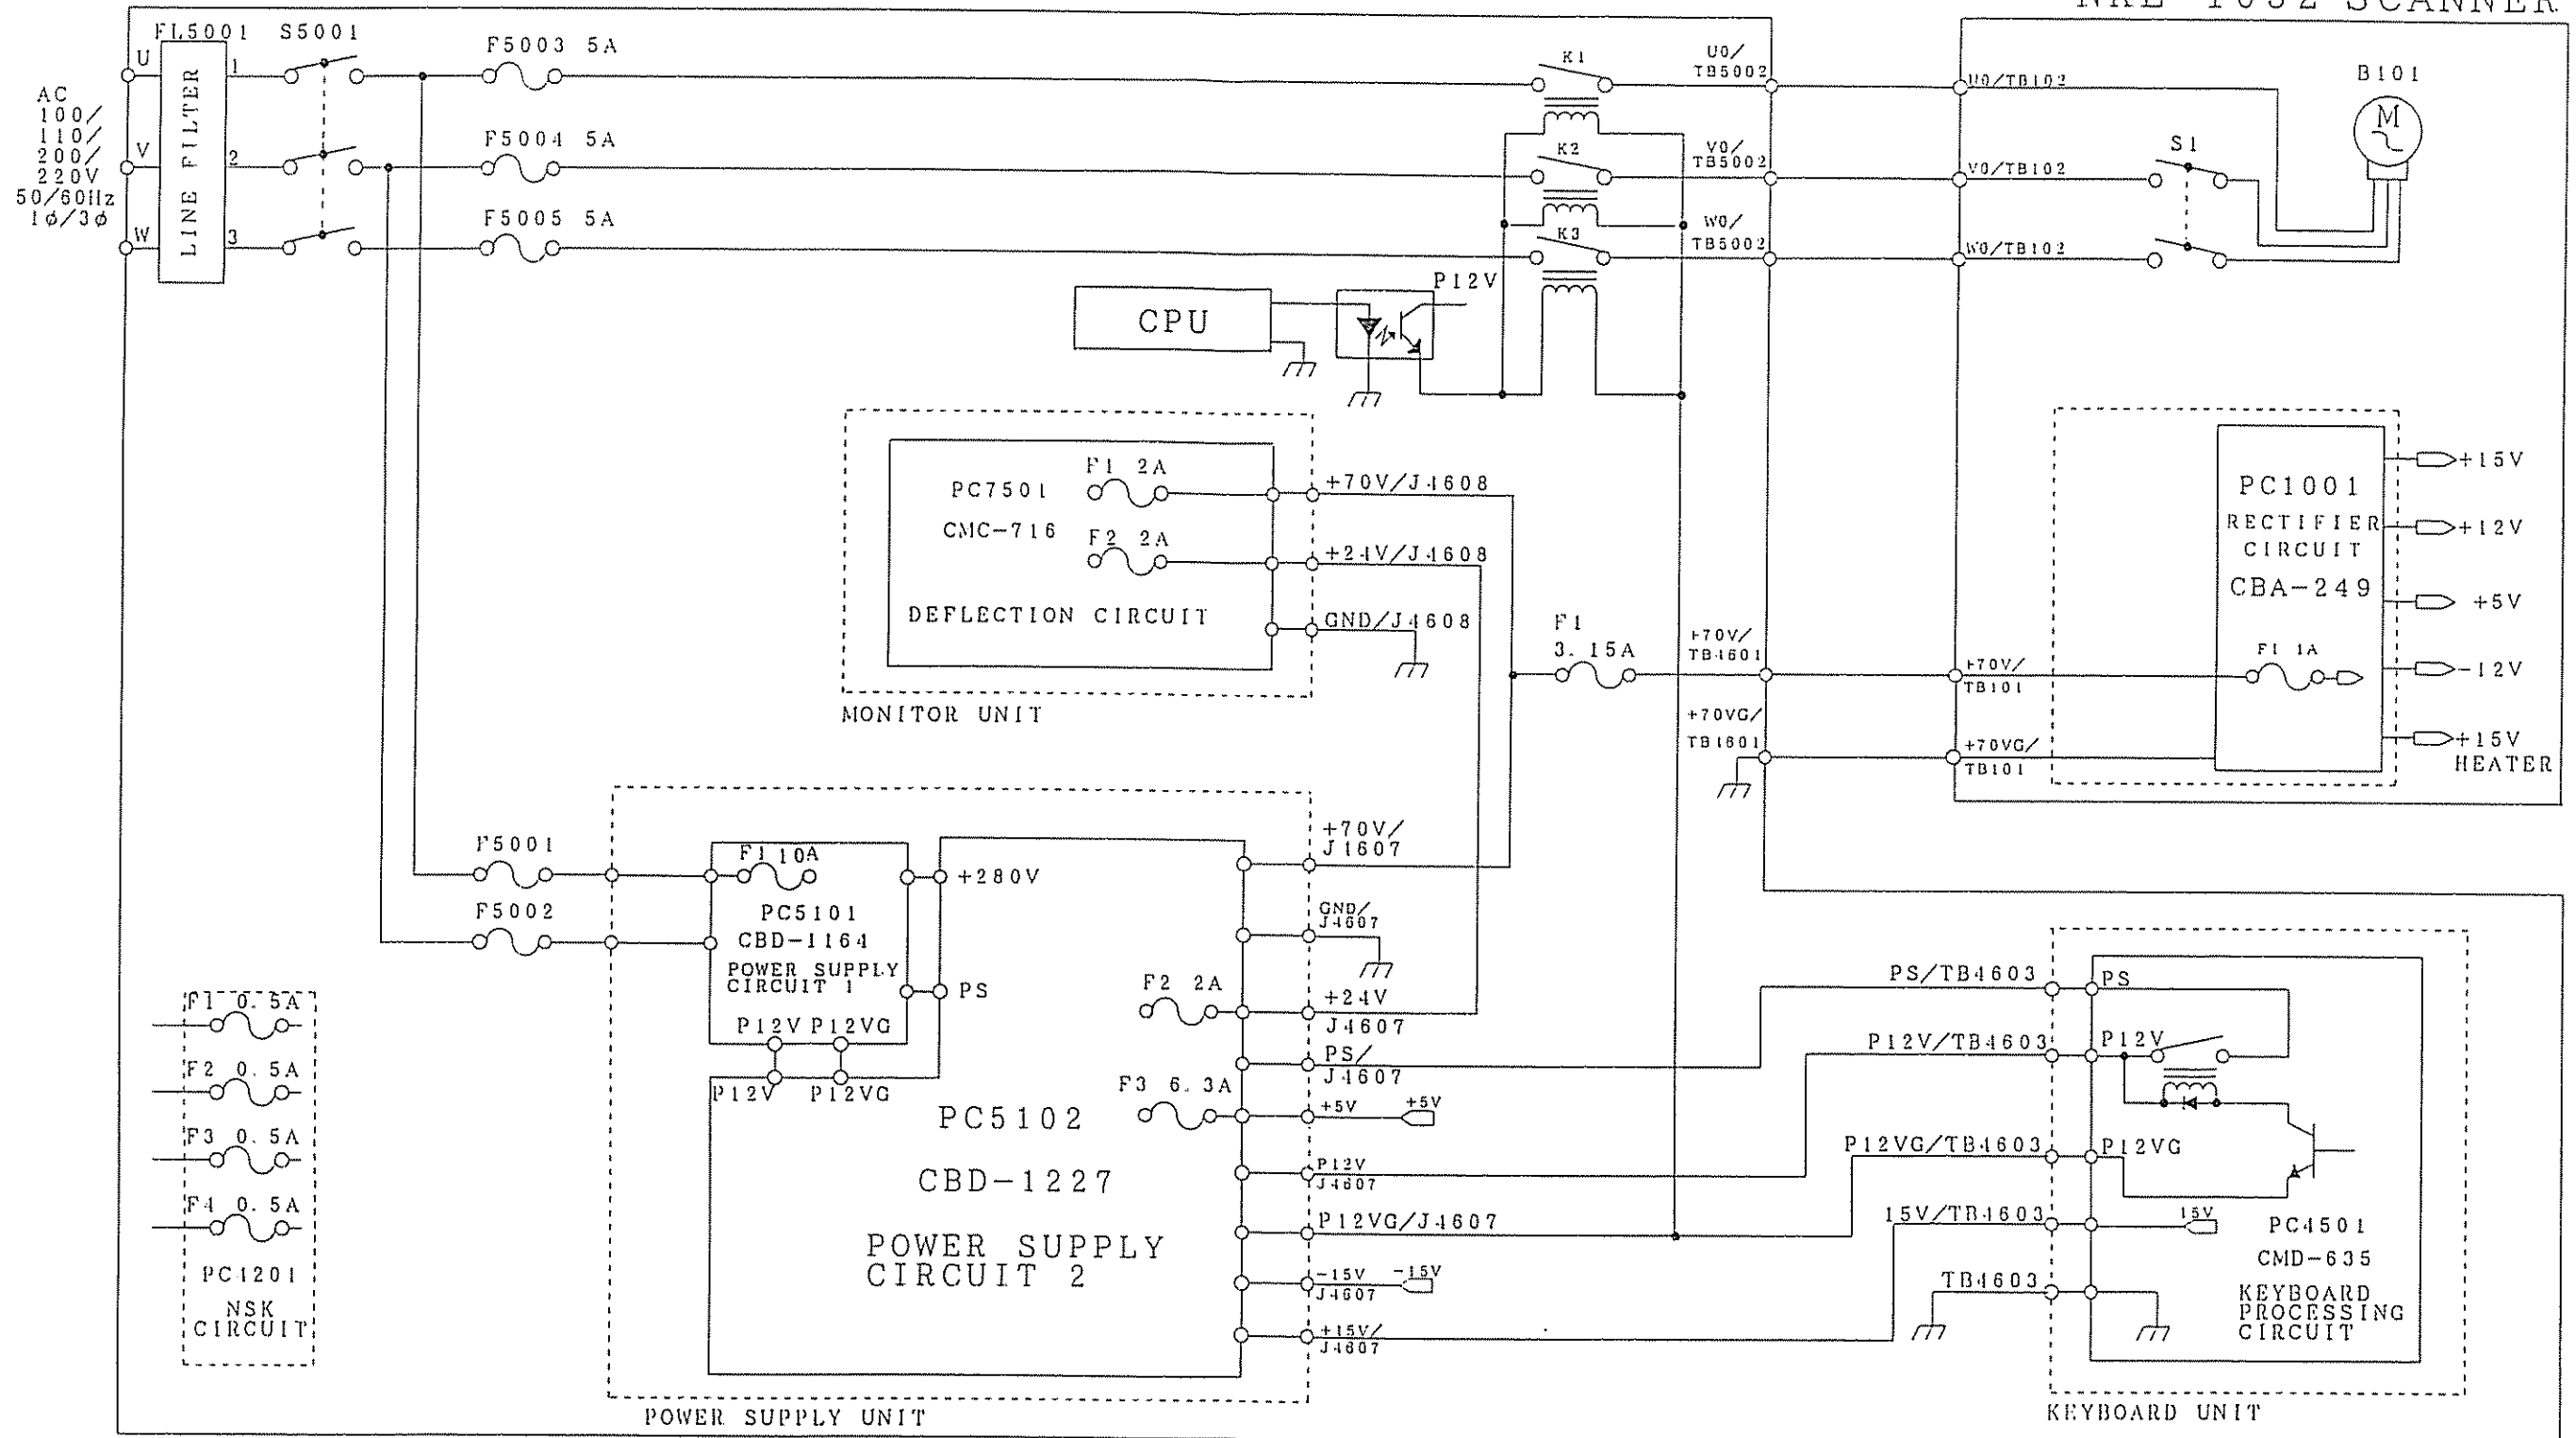 NKE-1032 SCANNER
FL5001
S5001
F5003 5A
U
1
LINE FILTER
AC
100/
110/
200/
220V
50/60Hz
1ø/3ø
V
2
F5004 5A
W
3
F5005 5A
K1
U0/
TB5002
K2
V0/
TB5002
K3
W0/
TB5002
U0/TB102
V0/TB102
W0/TB102
S1
B101
M
CPU
P12V
PC7501
CMC-716
F1 2A
F2 2A
DEFLECTION CIRCUIT
+70V/J4608
+24V/J4608
GND/J4608
MONITOR UNIT
F1
3.15A
+70V/
TB4601
+70VG/
TB4601
+70V/
TB101
+70VG/
TB101
PC1001
RECTIFIER
CIRCUIT
CBA-249
F1 1A
+15V
+12V
+5V
-12V
+15V
HEATER
F5001
F5002
F1 10A
PC5101
CBD-1164
POWER SUPPLY
CIRCUIT 1
P12V P12VG
P12V P12VG
+280V
PS
PC5102
CBD-1227
POWER SUPPLY
CIRCUIT 2
F2 2A
F3 6.3A
+70V/
J4607
GND/
J4607
+24V
J4607
PS/
J4607
+5V
+5V
P12V
J4607
P12VG/J4607
-15V
J4607
-15V
+15V/
J4607
POWER SUPPLY UNIT
F1 0.5A
F2 0.5A
F3 0.5A
F4 0.5A
PC4201
NSK
CIRCUIT
PS/TB4603
P12V/TB4603
P12VG/TB4603
15V/TB4603
TB4603
PS
P12V
P12VG
15V
PC4501
CMD-635
KEYBOARD
PROCESSING
CIRCUIT
KEYBOARD UNIT